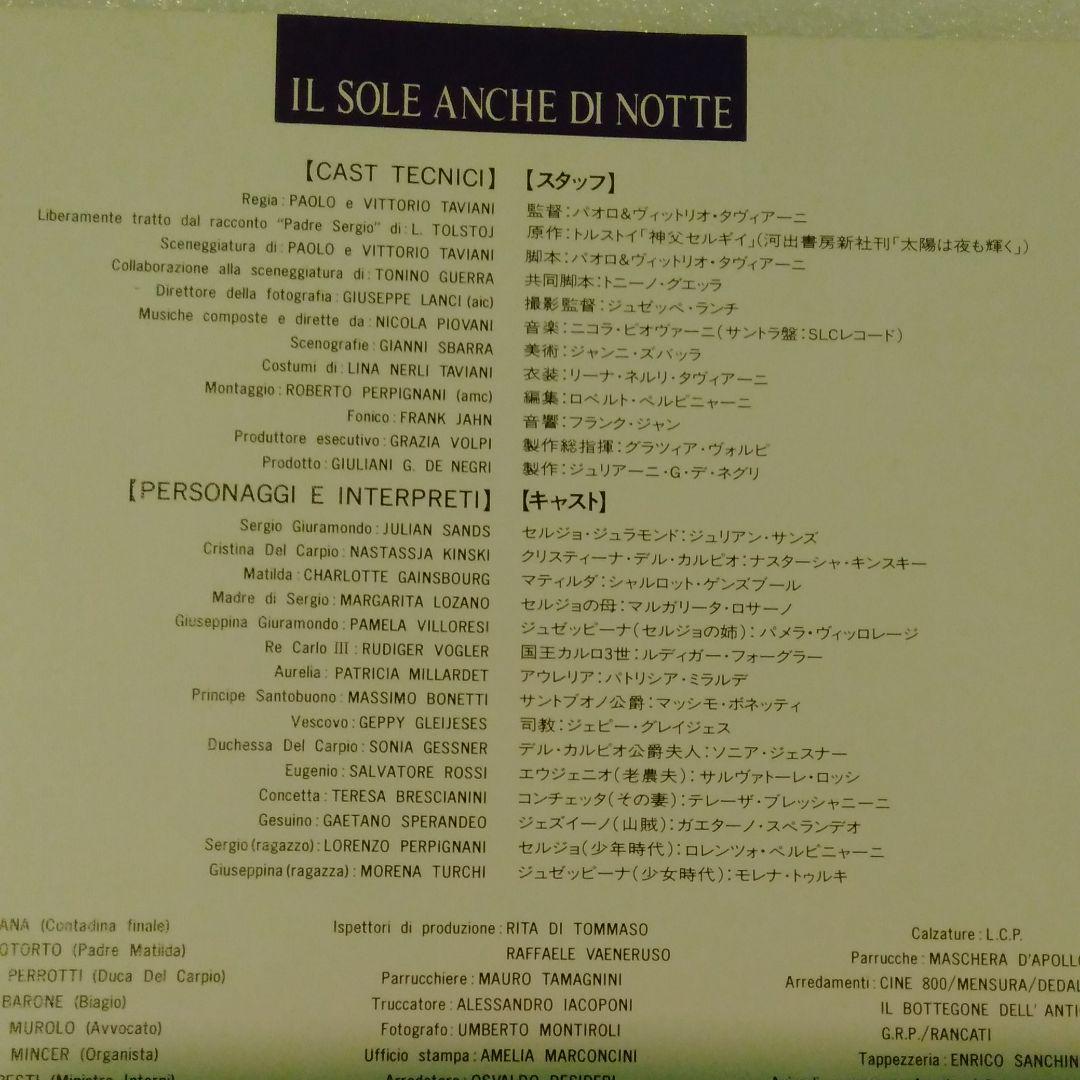 IL SOLE ANCHE DI NOTTE
【CAST TECNICI】 【スタッフ】
Regia : PAOLO e VITTORIO TAVIANI 監督：パオロ&ヴィットリオ・タヴィアーニ
Liberamente tratto dal racconto “Padre Sergio” di : L. TOLSTOJ 原作：トルストイ「神父セルギイ」（河出書房新社刊「太陽は夜も輝く」）
Sceneggiatura di : PAOLO e VITTORIO TAVIANI 脚本：パオロ&ヴィットリオ・タヴィアーニ
Collaborazione alla sceneggiatura di : TONINO GUERRA 共同脚本：トニーノ・グエッラ
Direttore della fotografia : GIUSEPPE LANCI (aic) 撮影監督：ジュゼッペ・ランチ
Musiche composte e dirette da : NICOLA PIOVANI 音楽：ニコラ・ピオヴァーニ（サントラ盤：SLCレコード）
Scenografie : GIANNI SBARRA 美術：ジャンニ・ズバッラ
Costumi di : LINA NERLI TAVIANI 衣装：リーナ・ネルリ・タヴィアーニ
Montaggio : ROBERTO PERPIGNANI (amc) 編集：ロベルト・ペルピニャーニ
Fonico : FRANK JAHN 音響：フランク・ジャン
Produttore esecutivo : GRAZIA VOLPI 製作総指揮：グラツィア・ヴォルピ
Prodotto : GIULIANI G. DE NEGRI 製作：ジュリアーニ・G・デ・ネグリ
【PERSONAGGI E INTERPRETI】 【キャスト】
Sergio Giuramondo : JULIAN SANDS セルジョ・ジュラモンド：ジュリアン・サンズ
Cristina Del Carpio : NASTASSJA KINSKI クリスティーナ・デル・カルピオ：ナスターシャ・キンスキー
Matilda : CHARLOTTE GAINSBOURG マティルダ：シャルロット・ゲンズブール
Madre di Sergio : MARGARITA LOZANO セルジョの母：マルガリータ・ロサーノ
Giuseppina Giuramondo : PAMELA VILLORESI ジュゼッピーナ（セルジョの姉）：パメラ・ヴィッロレージ
Re Carlo III : RUDIGER VOGLER 国王カルロ3世：ルディガー・フォーグラー
Aurelia : PATRICIA MILLARDET アウレリア：パトリシア・ミラルデ
Principe Santobuono : MASSIMO BONETTI サントブオノ公爵：マッシモ・ボネッティ
Vescovo : GEPPY GLEIJESES 司教：ジェピー・グレイジェス
Duchessa Del Carpio : SONIA GESSNER デル・カルピオ公爵夫人：ソニア・ジェスナー
Eugenio : SALVATORE ROSSI エウジェニオ（老農夫）：サルヴァトーレ・ロッシ
Concetta : TERESA BRESCIANINI コンチェッタ（その妻）：テレーザ・ブレッシャニーニ
Gesuino : GAETANO SPERANDEO ジェズイーノ（山賊）：ガエターノ・スペランデオ
Sergio (ragazzo) : LORENZO PERPIGNANI セルジョ（少年時代）：ロレンツォ・ペルピニャーニ
Giuseppina (ragazza) : MORENA TURCHI ジュゼッピーナ（少女時代）：モレナ・トゥルキ
ANA (Contadina finale)
OTORTO (Padre Matilda)
PERROTTI (Duca Del Carpio)
BARONE (Biagio)
MUROLO (Avvocato)
MINCER (Organista)
Ispettori di produzione : RITA DI TOMMASO
RAFFAELE VAENERUSO
Parrucchiere : MAURO TAMAGNINI
Truccatore : ALESSANDRO IACOPONI
Fotografo : UMBERTO MONTIROLI
Ufficio stampa : AMELIA MARCONCINI
Calzature : L.C.P.
Parrucche : MASCHERA D'APOLLO
Arredamenti : CINE 800/MENSURA/DEDAL
IL BOTTEGONE DELL' ANTI
G.R.P./RANCATI
Tappezzeria : ENRICO SANCHIN